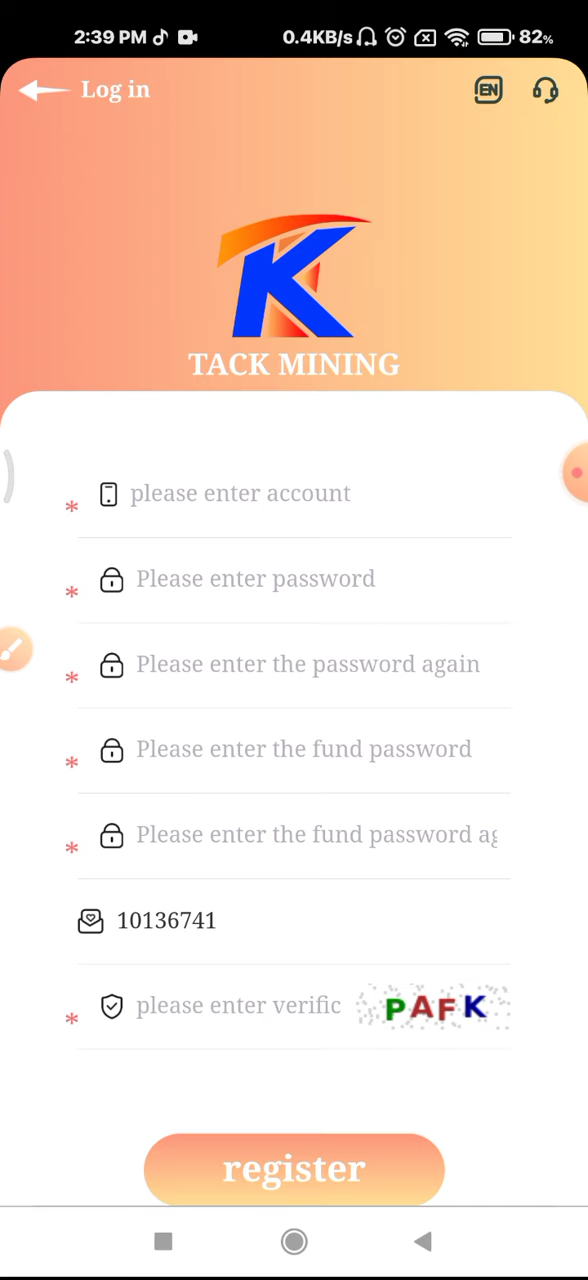 2:39 PM 0.4KB/s 82%
Log in EN
TACK MINING
* please enter account
* Please enter password
* Please enter the password again
* Please enter the fund password
* Please enter the fund password ag
10136741
* please enter verific PAFK
register